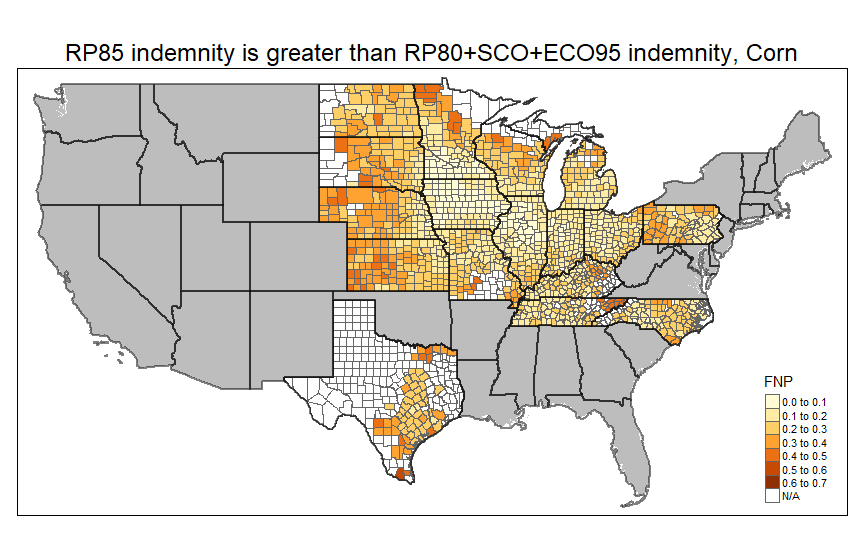 RP85 indemnity is greater than RP80+SCO+ECO95 indemnity, Corn
FNP
0.0 to 0.1
0.1 to 0.2
0.2 to 0.3
0.3 to 0.4
0.4 to 0.5
0.5 to 0.6
0.6 to 0.7
N/A